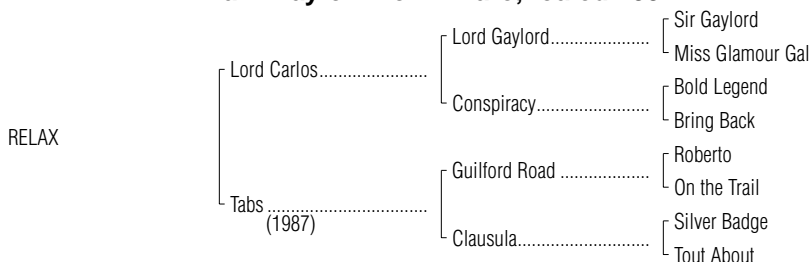 Sir Gaylord
Lord Gaylord.....................
Miss Glamour Gal
Lord Carlos.......................
Bold Legend
Conspiracy........................
Bring Back
RELAX
Roberto
Guilford Road ...................
On the Trail
Tabs ..................................
(1987)
Silver Badge
Clausula............................
Tout About